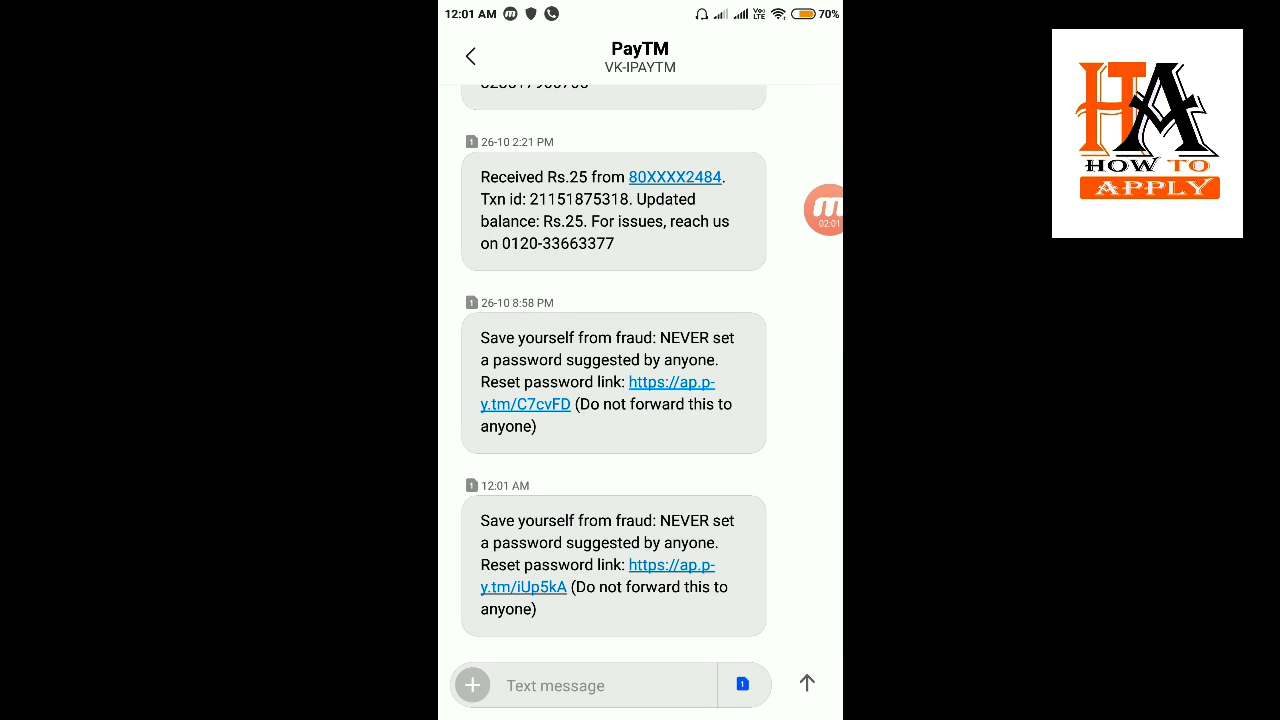 12:01 AM
70%
PayTM
VK-IPAYTM
26-10 2:21 PM
Received Rs.25 from 80XXXX2484.
Txn id: 21151875318. Updated
balance: Rs.25. For issues, reach us
on 0120-33663377
02:01
26-10 8:58 PM
Save yourself from fraud: NEVER set
a password suggested by anyone.
Reset password link: https://ap.p-
y.tm/C7cvFD (Do not forward this to
anyone)
12:01 AM
Save yourself from fraud: NEVER set
a password suggested by anyone.
Reset password link: https://ap.p-
y.tm/iUp5kA (Do not forward this to
anyone)
Text message
HTA
HOW TO
APPLY